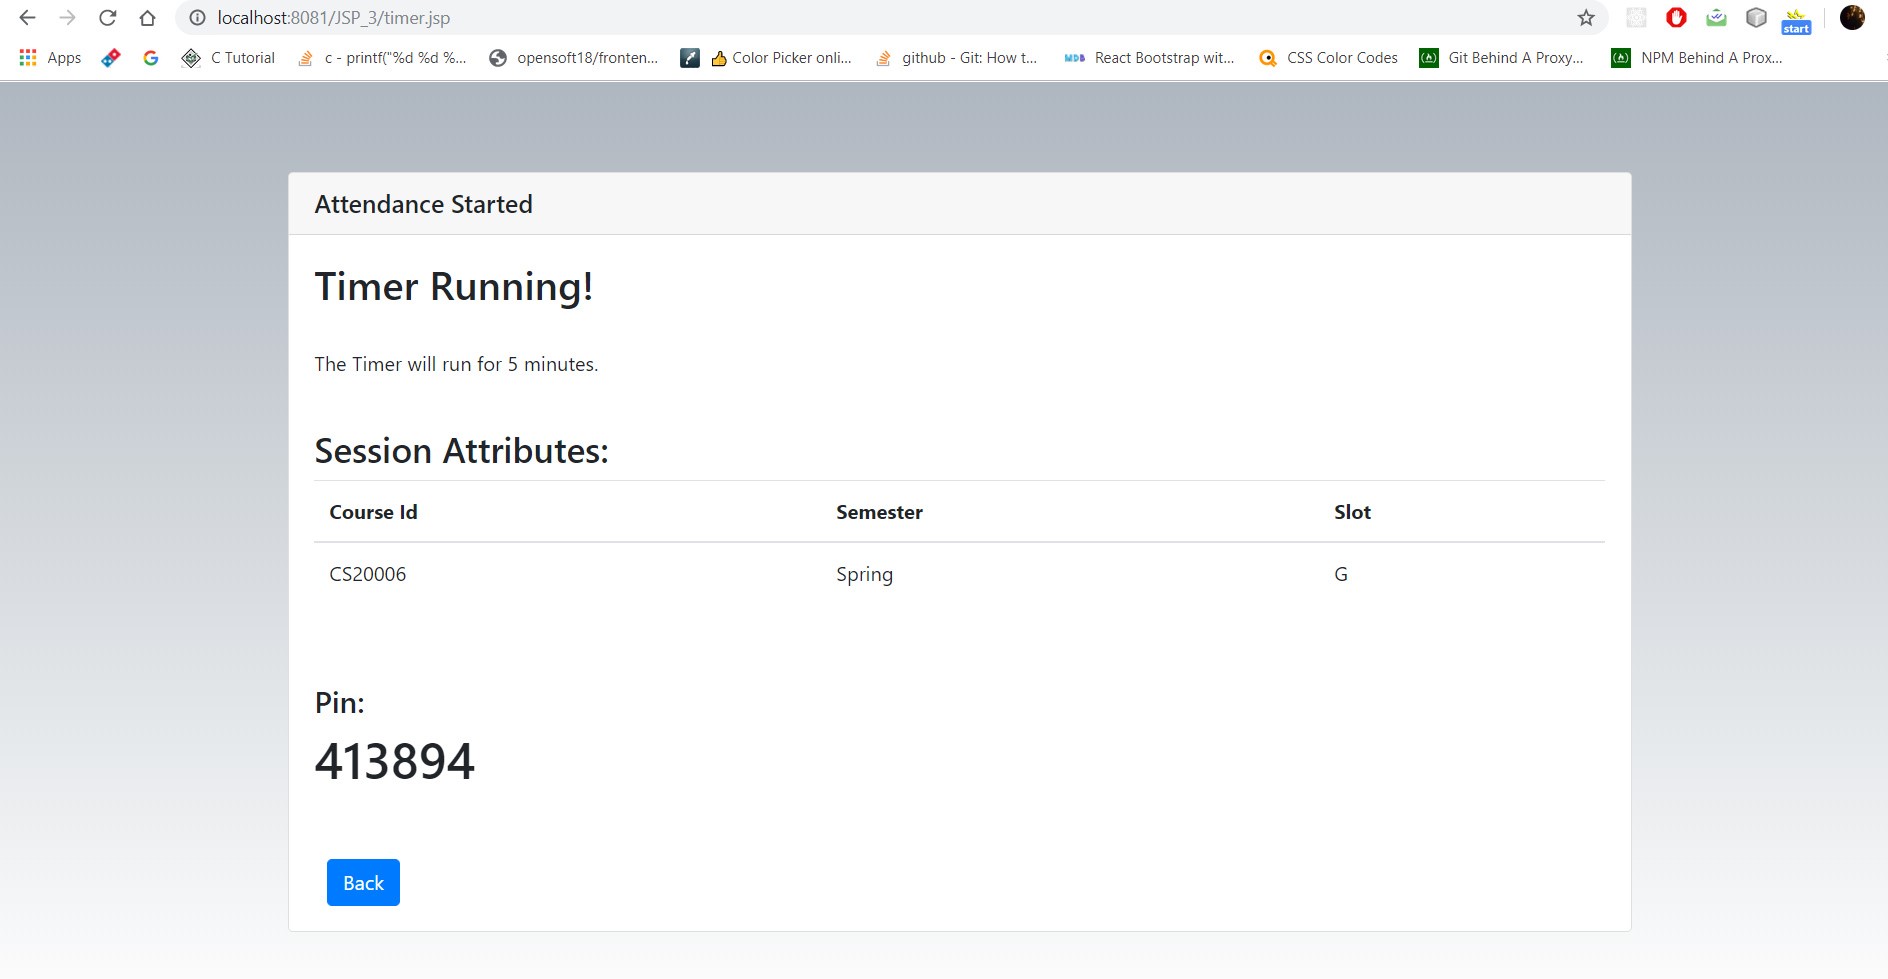 localhost:8081/JSP_3/timer.jsp
start
Apps C Tutorial c - printf("%d %d %... opensoft18/fronten... 👍 Color Picker onli... github - Git: How t... MDB React Bootstrap wit... CSS Color Codes Git Behind A Proxy... NPM Behind A Prox...
Attendance Started
Timer Running!
The Timer will run for 5 minutes.
Session Attributes:
Course Id Semester Slot
CS20006 Spring G
Pin:
413894
Back